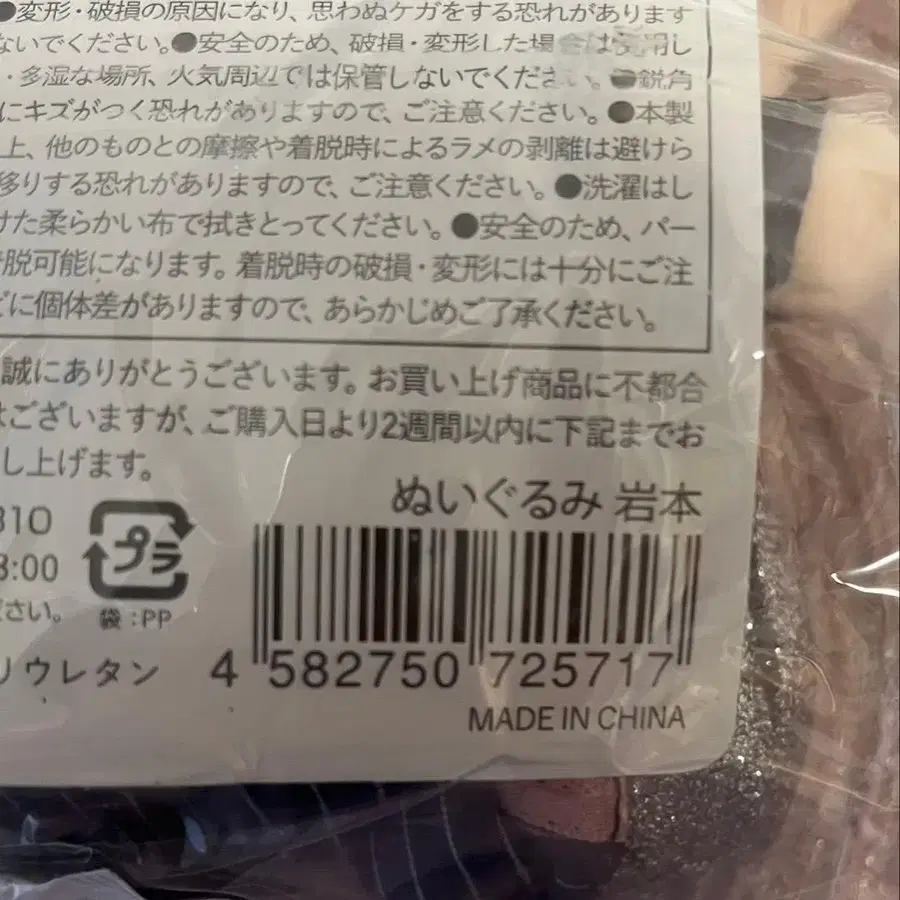 ●変形・破損の原因になり、思わぬケガをする恐れがあります
ないでください。●安全のため、破損・変形した場合は使用し
・多湿な場所、火気周辺では保管しないでください。●鋭角
にキズがつく恐れがありますので、ご注意ください。●本製
上、他のものとの摩擦や着脱時によるラメの剥離は避けら
移りする恐れがありますので、ご注意ください。●洗濯はし
けた柔らかい布で拭きとってください。●安全のため、パー
脱可能になります。着脱時の破損・変形には十分にご注
どに個体差がありますので、あらかじめご了承ください。
誠にありがとうございます。お買い上げ商品に不都合
はございますが、ご購入日より2週間以内に下記までお
し上げます。
ぬいぐるみ 岩本
310
8:00
プラ
ださい。
袋:PP
リウレタン
4 582750 725717
MADE IN CHINA